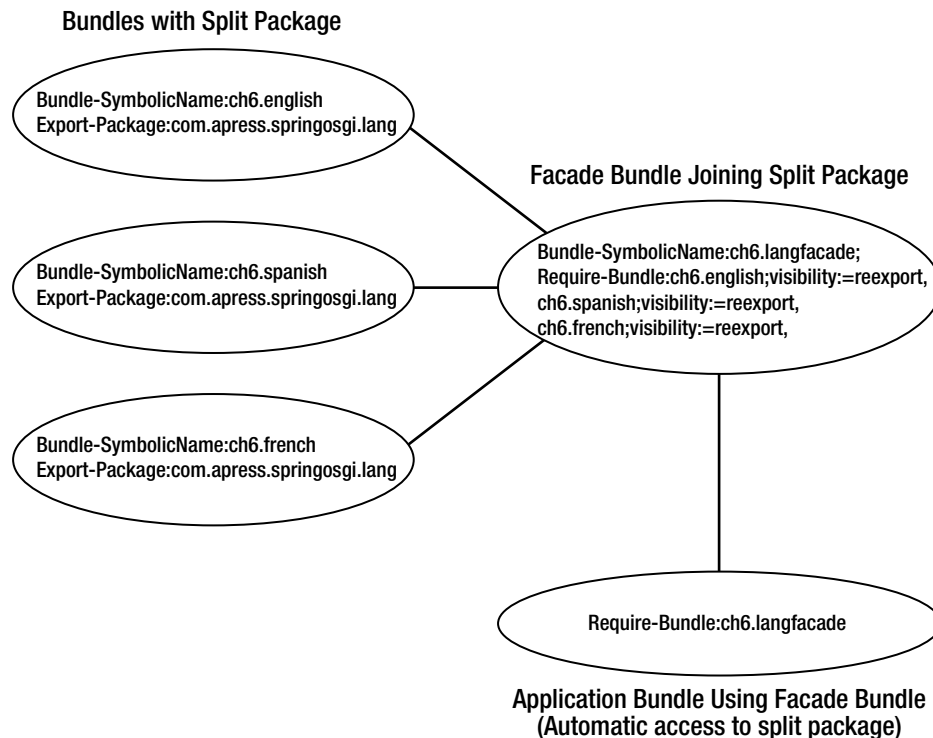 Bundles with Split Package
Bundle-SymbolicName:ch6.english
Export-Package:com.apress.springosgi.lang
Bundle-SymbolicName:ch6.spanish
Export-Package:com.apress.springosgi.lang
Bundle-SymbolicName:ch6.french
Export-Package:com.apress.springosgi.lang
Facade Bundle Joining Split Package
Bundle-SymbolicName:ch6.langfacade;
Require-Bundle:ch6.english;visibility:=reexport,
ch6.spanish;visibility:=reexport,
ch6.french;visibility:=reexport,
Require-Bundle:ch6.langfacade
Application Bundle Using Facade Bundle
(Automatic access to split package)